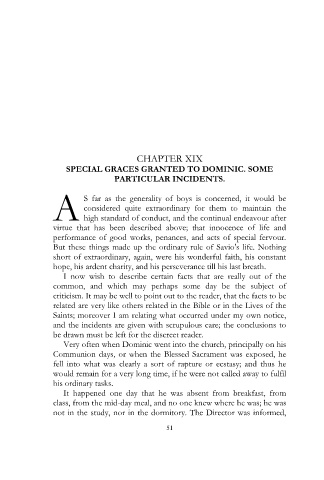 CHAPTER XIX
SPECIAL GRACES GRANTED TO DOMINIC. SOME
PARTICULAR INCIDENTS.
AS far as the generality of boys is concerned, it would be
considered quite extraordinary for them to maintain the
high standard of conduct, and the continual endeavour after
virtue that has been described above; that innocence of life and
performance of good works, penances, and acts of special fervour.
But these things made up the ordinary rule of Savio's life. Nothing
short of extraordinary, again, were his wonderful faith, his constant
hope, his ardent charity, and his perseverance till his last breath.
I now wish to describe certain facts that are really out of the
common, and which may perhaps some day be the subject of
criticism. It may be well to point out to the reader, that the facts to be
related are very like others related in the Bible or in the Lives of the
Saints; moreover I am relating what occurred under my own notice,
and the incidents are given with scrupulous care; the conclusions to
be drawn must be left for the discreet reader.
Very often when Dominic went into the church, principally on his
Communion days, or when the Blessed Sacrament was exposed, he
fell into what was clearly a sort of rapture or ecstasy; and thus he
would remain for a very long time, if he were not called away to fulfil
his ordinary tasks.
It happened one day that he was absent from breakfast, from
class, from the mid-day meal, and no one knew where he was; he was
not in the study, nor in the dormitory. The Director was informed,
51